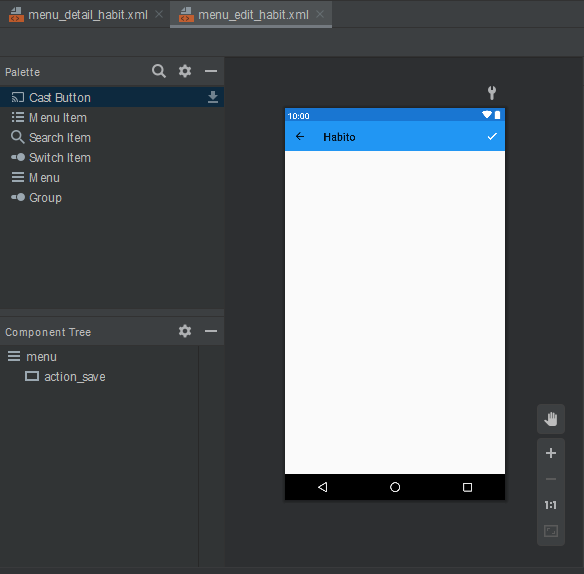 menu_detail_habit.xml
menu_edit_habit.xml
Palette
Cast Button
Menu Item
Search Item
Switch Item
Menu
Group
10:00
Habito
Component Tree
menu
action_save
1:1